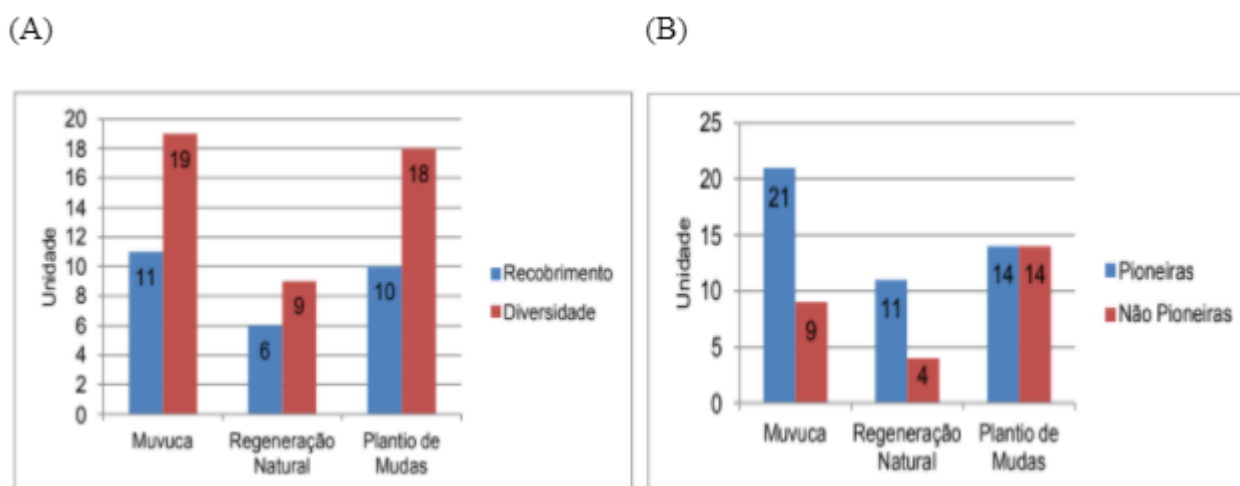 (A)
(B)
Unidade
20
18
16
14
12
10
8
6
4
2
0
11
19
6
9
10
18
Muvuca
Regeneração
Natural
Plantio de
Mudas
Recobrimento
Diversidade
Unidade
25
20
15
10
5
0
21
9
11
4
14
14
Muvuca
Regeneração
Natural
Plantio de
Mudas
Pioneiras
Não Pioneiras